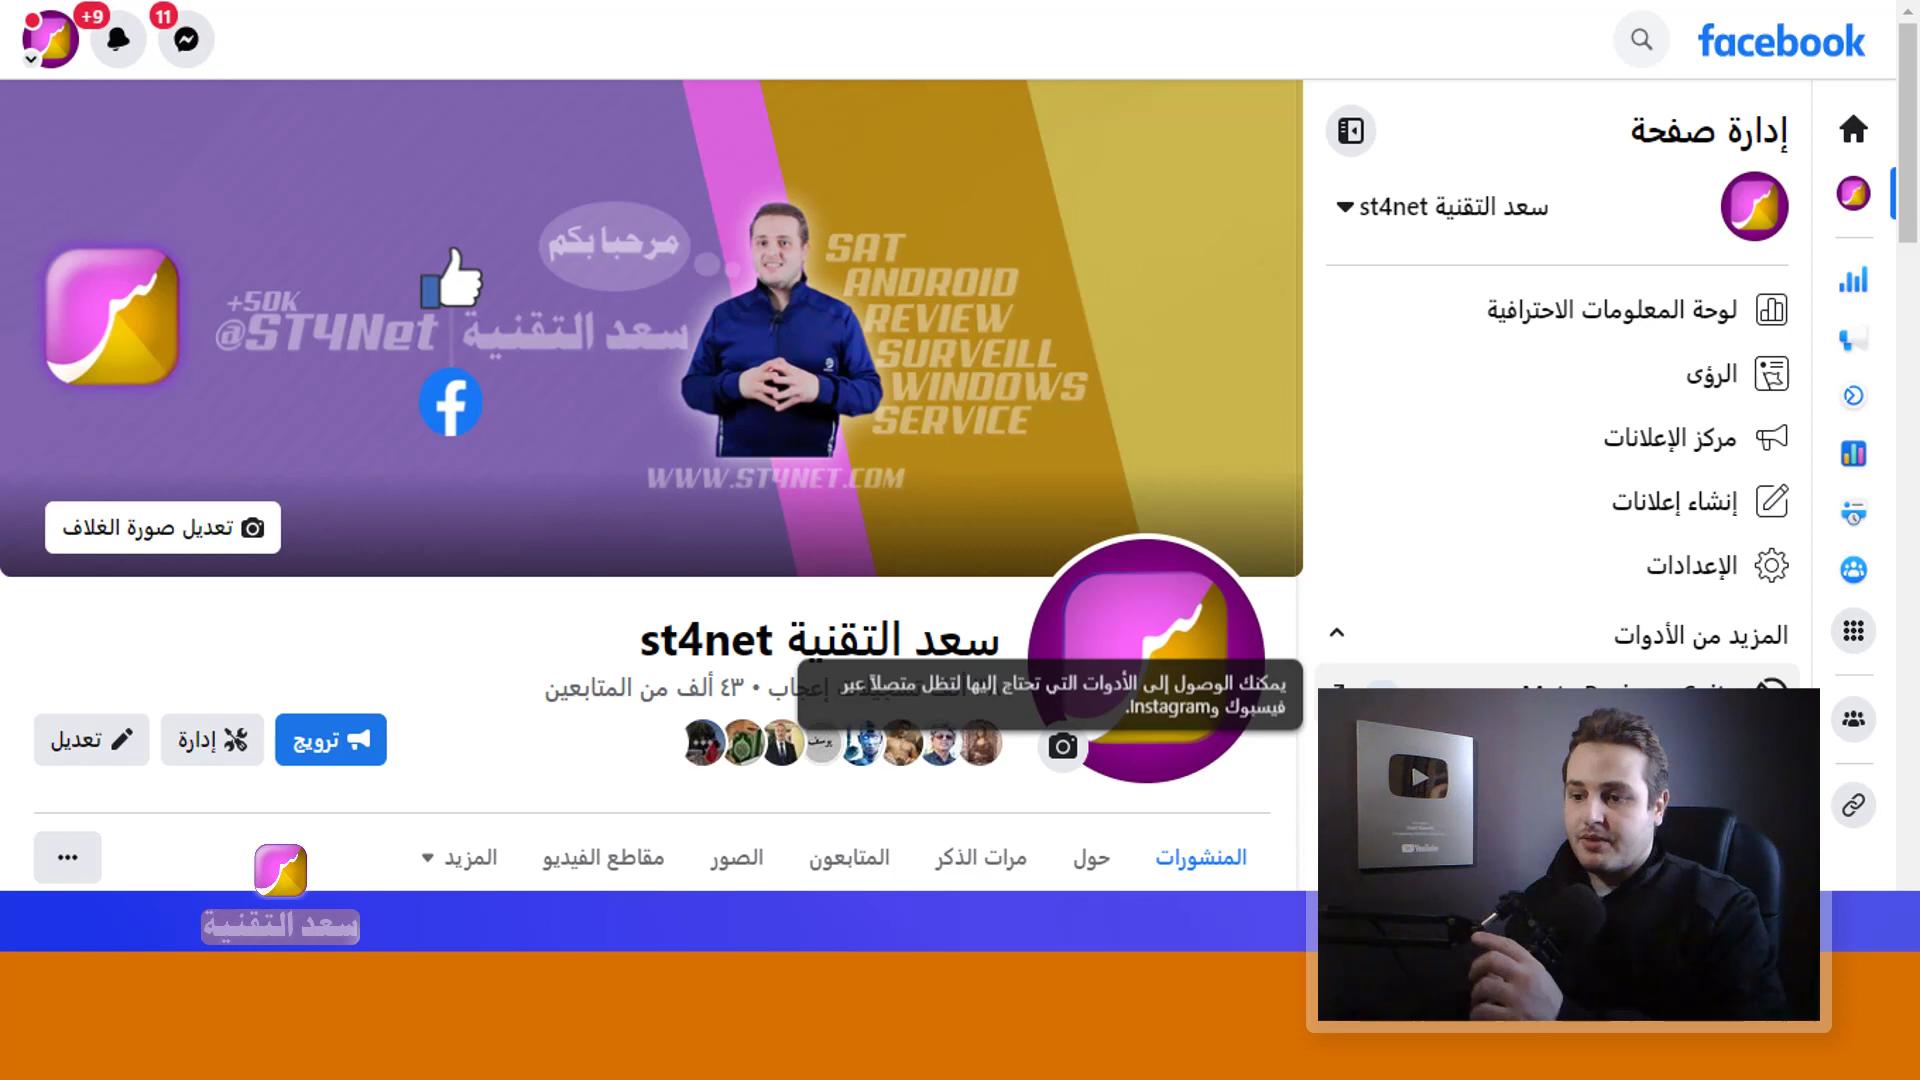 facebook
+9
11
إدارة صفحة
سعد التقنية st4net
لوحة المعلومات الاحترافية
الرؤى
مركز الإعلانات
إنشاء إعلانات
الإعدادات
المزيد من الأدوات
مرحبا بكم
+50K
@ST4Net
سعد التقنية
SAT
ANDROID
REVIEW
SURVEILL
WINDOWS
SERVICE
WWW.ST4NET.COM
تعديل صورة الغلاف
سعد التقنية st4net
إعجاب • ٤٣ ألف من المتابعين
يمكنك الوصول إلى الأدوات التي تحتاج إليها لتظل متصلاً عبر
فيسبوك وInstagram.
يوسف
ترويج
إدارة
تعديل
المنشورات
حول
مرات الذكر
المتابعون
الصور
مقاطع الفيديو
المزيد
سعد التقنية
YouTube